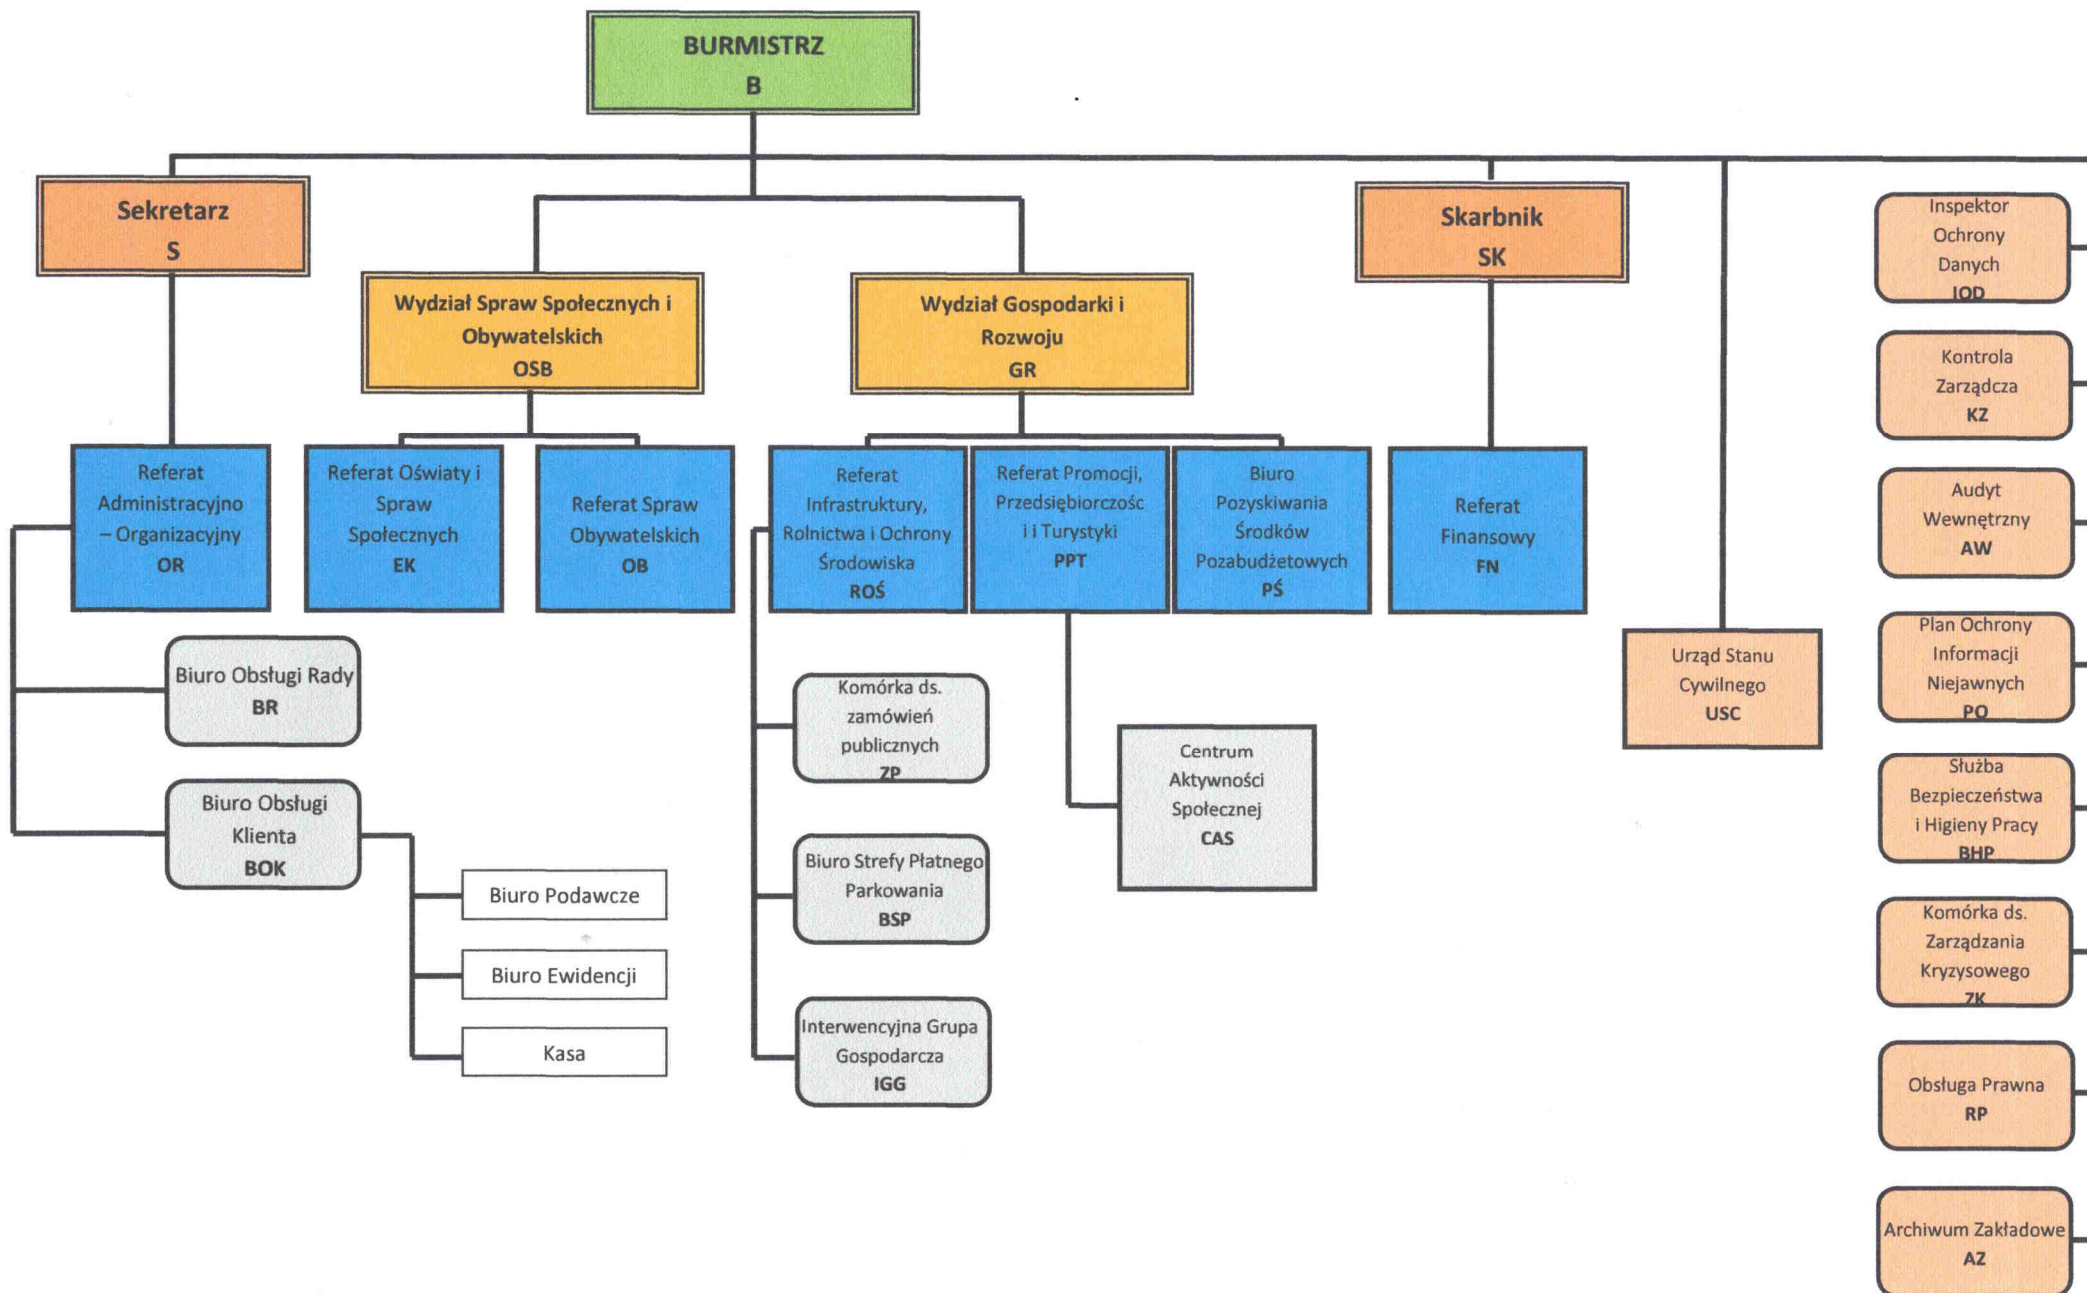 BURMISTRZ
B
Sekretarz
S
Wydział Spraw Społecznych i
Obywatelskich
OSB
Wydział Gospodarki i
Rozwoju
GR
Skarbnik
SK
Referat
Administracyjno
– Organizacyjny
OR
Referat Oświaty i
Spraw
Społecznych
EK
Referat Spraw
Obywatelskich
OB
Referat
Infrastruktury,
Rolnictwa i Ochrony
Środowiska
ROŚ
Referat Promocji,
Przedsiębiorczośc
i i Turystyki
PPT
Biuro
Pozyskiwania
Środków
Pozabudżetowych
PŚ
Referat
Finansowy
FN
Biuro Obsługi Rady
BR
Biuro Obsługi
Klienta
BOK
Biuro Podawcze
Biuro Ewidencji
Kasa
Komórka ds.
zamówień
publicznych
ZP
Biuro Strefy Płatnego
Parkowania
BSP
Interwencyjna Grupa
Gospodarcza
IGG
Centrum
Aktywności
Społecznej
CAS
Urząd Stanu
Cywilnego
USC
Inspektor
Ochrony
Danych
IOD
Kontrola
Zarządcza
KZ
Audyt
Wewnętrzny
AW
Plan Ochrony
Informacji
Niejawnych
PO
Służba
Bezpieczeństwa
i Higieny Pracy
BHP
Komórka ds.
Zarządzania
Kryzysowego
ZK
Obsługa Prawna
RP
Archiwum Zakładowe
AZ